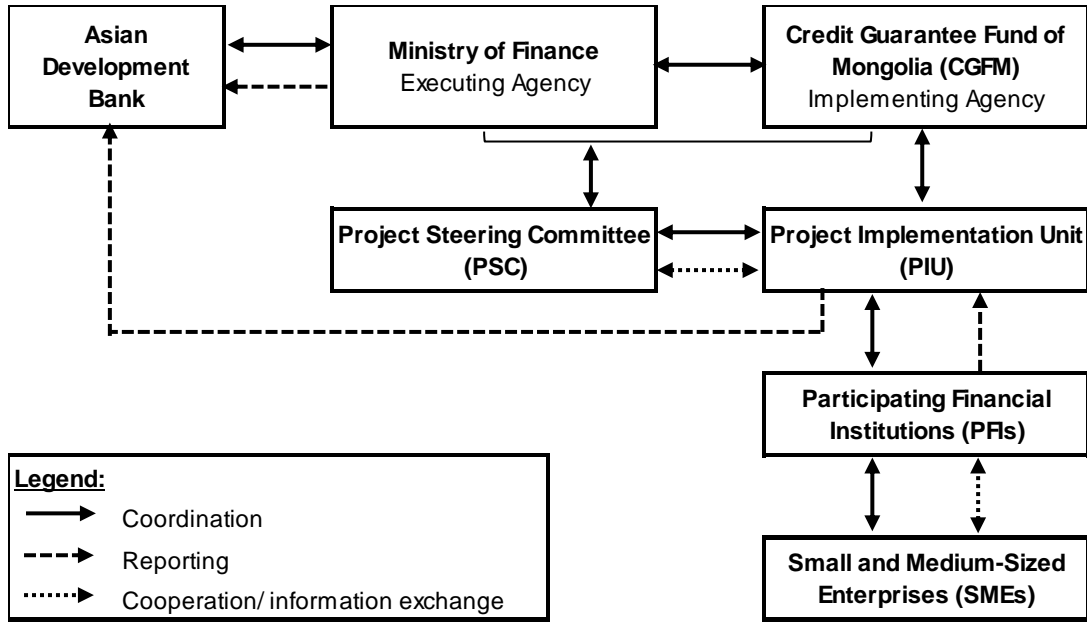 Asian
Development
Bank
Ministry of Finance
Executing Agency
Credit Guarantee Fund of
Mongolia (CGFM)
Implementing Agency
Project Steering Committee
(PSC)
Project Implementation Unit
(PIU)
Participating Financial
Institutions (PFIs)
Legend:
Coordination
Reporting
Cooperation/ information exchange
Small and Medium-Sized
Enterprises (SMEs)